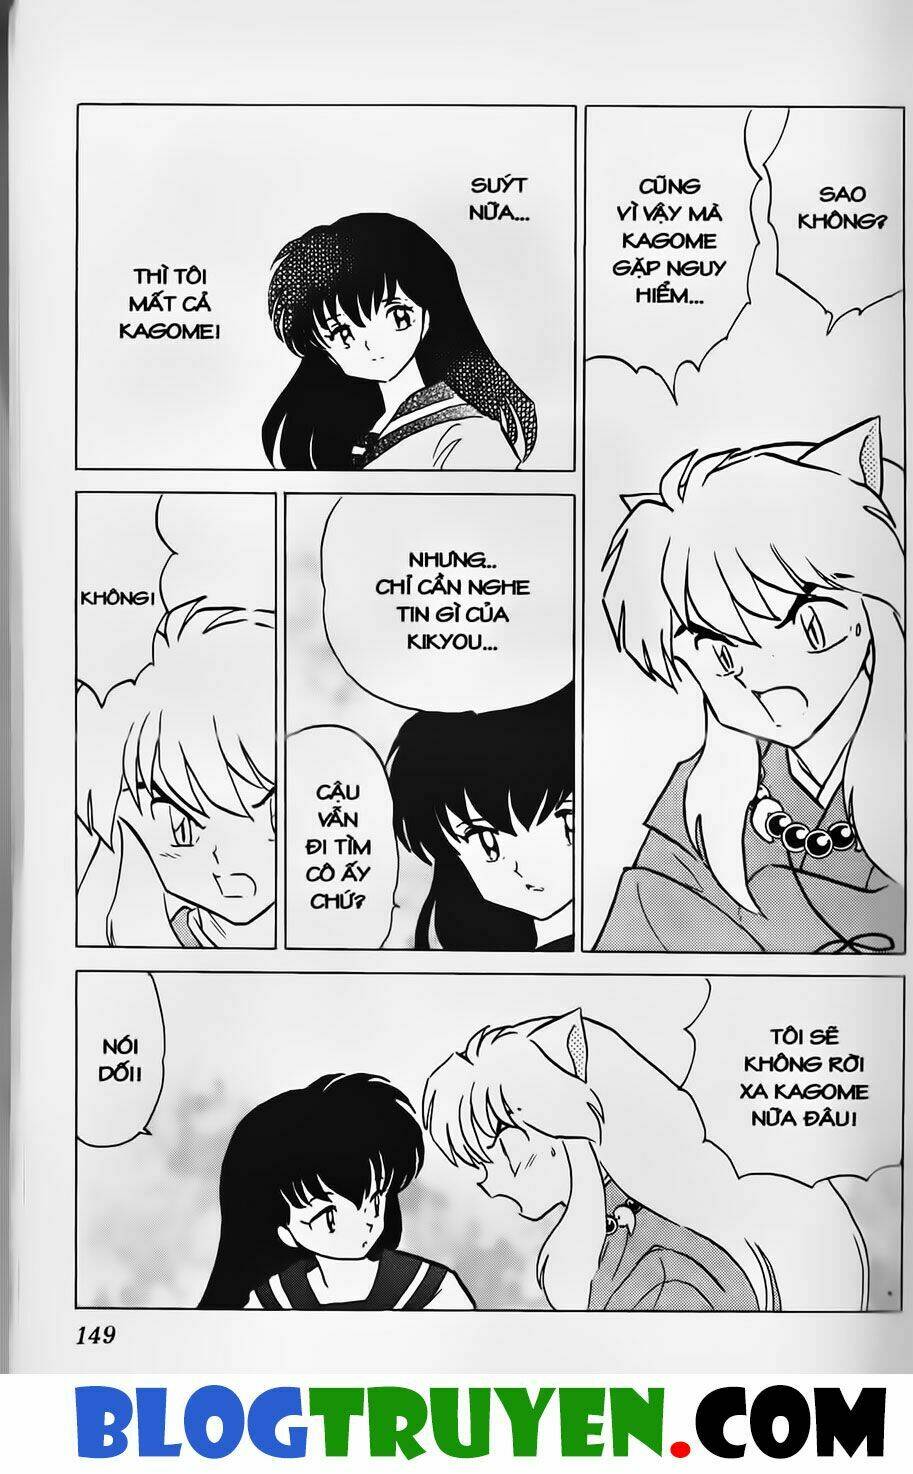 SAO
KHÔNG?
CŨNG
VÌ VẬY MÀ
KAGOME
GẶP NGUY
HIỂM...
SUÝT
NỮA...
THÌ TÔI
MẤT CẢ
KAGOME!
NHƯNG...
CHỈ CẦN NGHE
TIN GÌ CỦA
KIKYOU...
CẬU
VẪN
ĐI TÌM
CÔ ẤY
CHỨ?
KHÔNG!
TÔI SẼ
KHÔNG RỜI
XA KAGOME
NỮA ĐÂU!
NÓI
DỐI!
149
BLOGTRUYEN.COM